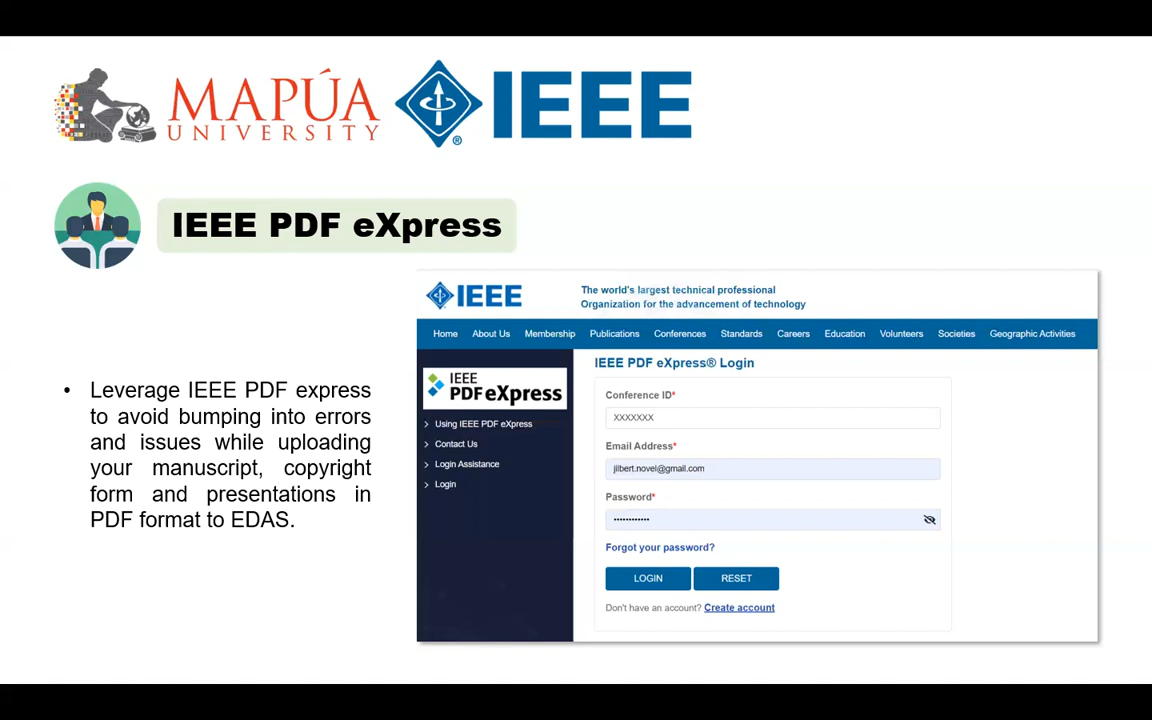 MAPÚA
UNIVERSITY
IEEE
®
IEEE PDF eXpress
• Leverage IEEE PDF express
to avoid bumping into errors
and issues while uploading
your manuscript, copyright
form and presentations in
PDF format to EDAS.
IEEE
The world's largest technical professional
Organization for the advancement of technology
Home About Us Membership Publications Conferences Standards Careers Education Volunteers Societies Geographic Activities
IEEE
PDF eXpress
Using IEEE PDF eXpress
Contact Us
Login Assistance
Login
IEEE PDF eXpress® Login
Conference ID*
XXXXXXX
Email Address*
jilbert.novel@gmail.com
Password*
••••••••••••
Forgot your password?
LOGIN RESET
Don't have an account? Create account